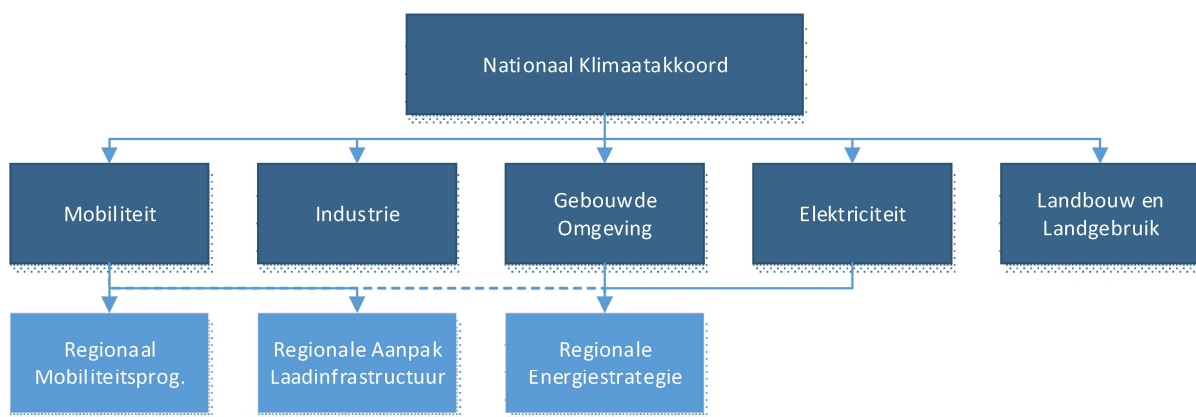 Nationaal Klimaatakkoord
Mobiliteit
Industrie
Gebouwde
Omgeving
Elektriciteit
Landbouw en
Landgebruik
Regionaal
Mobiliteitsprog.
Regionale Aanpak
Laadinfrastructuur
Regionale
Energiestrategie